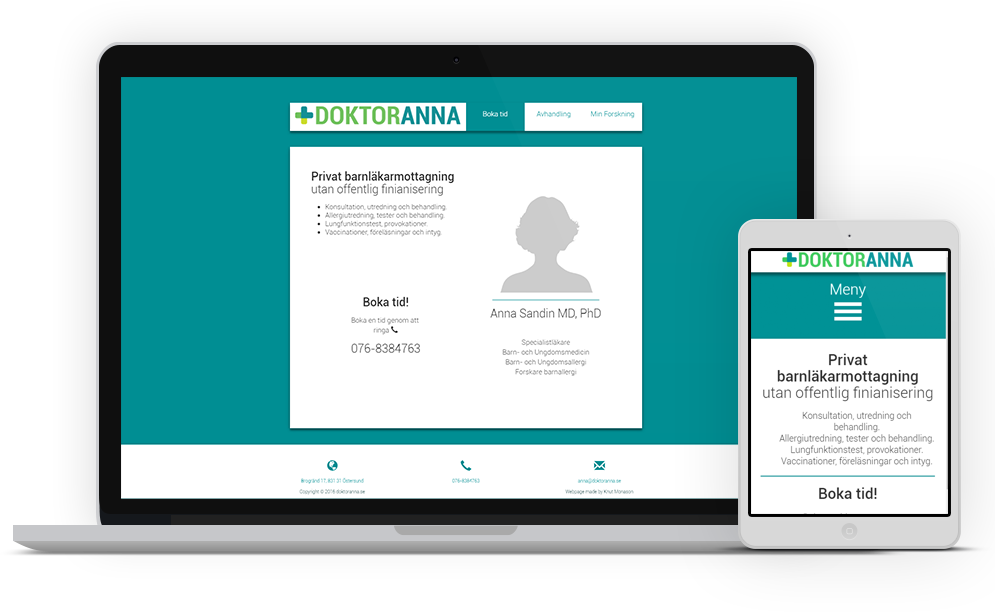 DOKTORANNA
Boka tid
Avhandling
Min Forskning
Privat barnläkarmottagning
utan offentlig finianisering
Konsultation, utredning och behandling.
Allergiutredning, tester och behandling.
Lungfunktionstest, provokationer.
Vaccinationer, föreläsningar och intyg.
Boka tid!
Boka en tid genom att
ringa
076-8384763
Anna Sandin MD, PhD
Specialistläkare
Barn- och Ungdomsmedicin
Barn- och Ungdomsallergi
Forskare barnallergi
Brogränd 17, 831 31 Östersund
Copyright © 2016 doktoranna.se
076-8384763
anna@doktoranna.se
Webpage made by Knut Månsson
DOKTORANNA
Meny
Privat
barnläkarmottagning
utan offentlig finianisering
Konsultation, utredning och
behandling.
Allergiutredning, tester och behandling.
Lungfunktionstest, provokationer.
Vaccinationer, föreläsningar och intyg.
Boka tid!